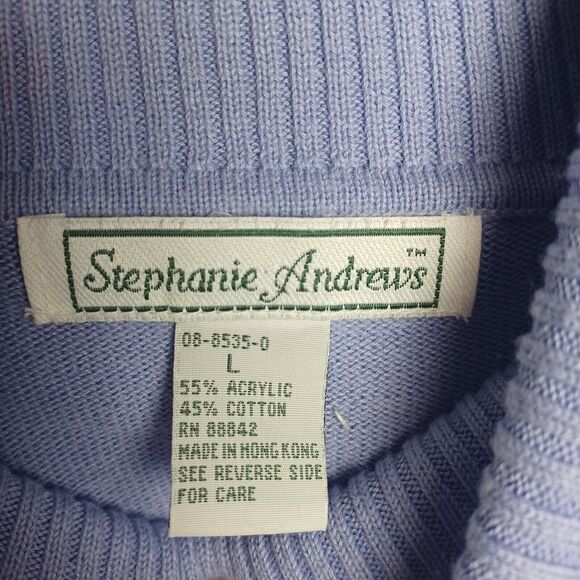 Stephanie Andrews™
08-8535-0
L
55% ACRYLIC
45% COTTON
RN 88842
MADE IN HONG KONG
SEE REVERSE SIDE
FOR CARE